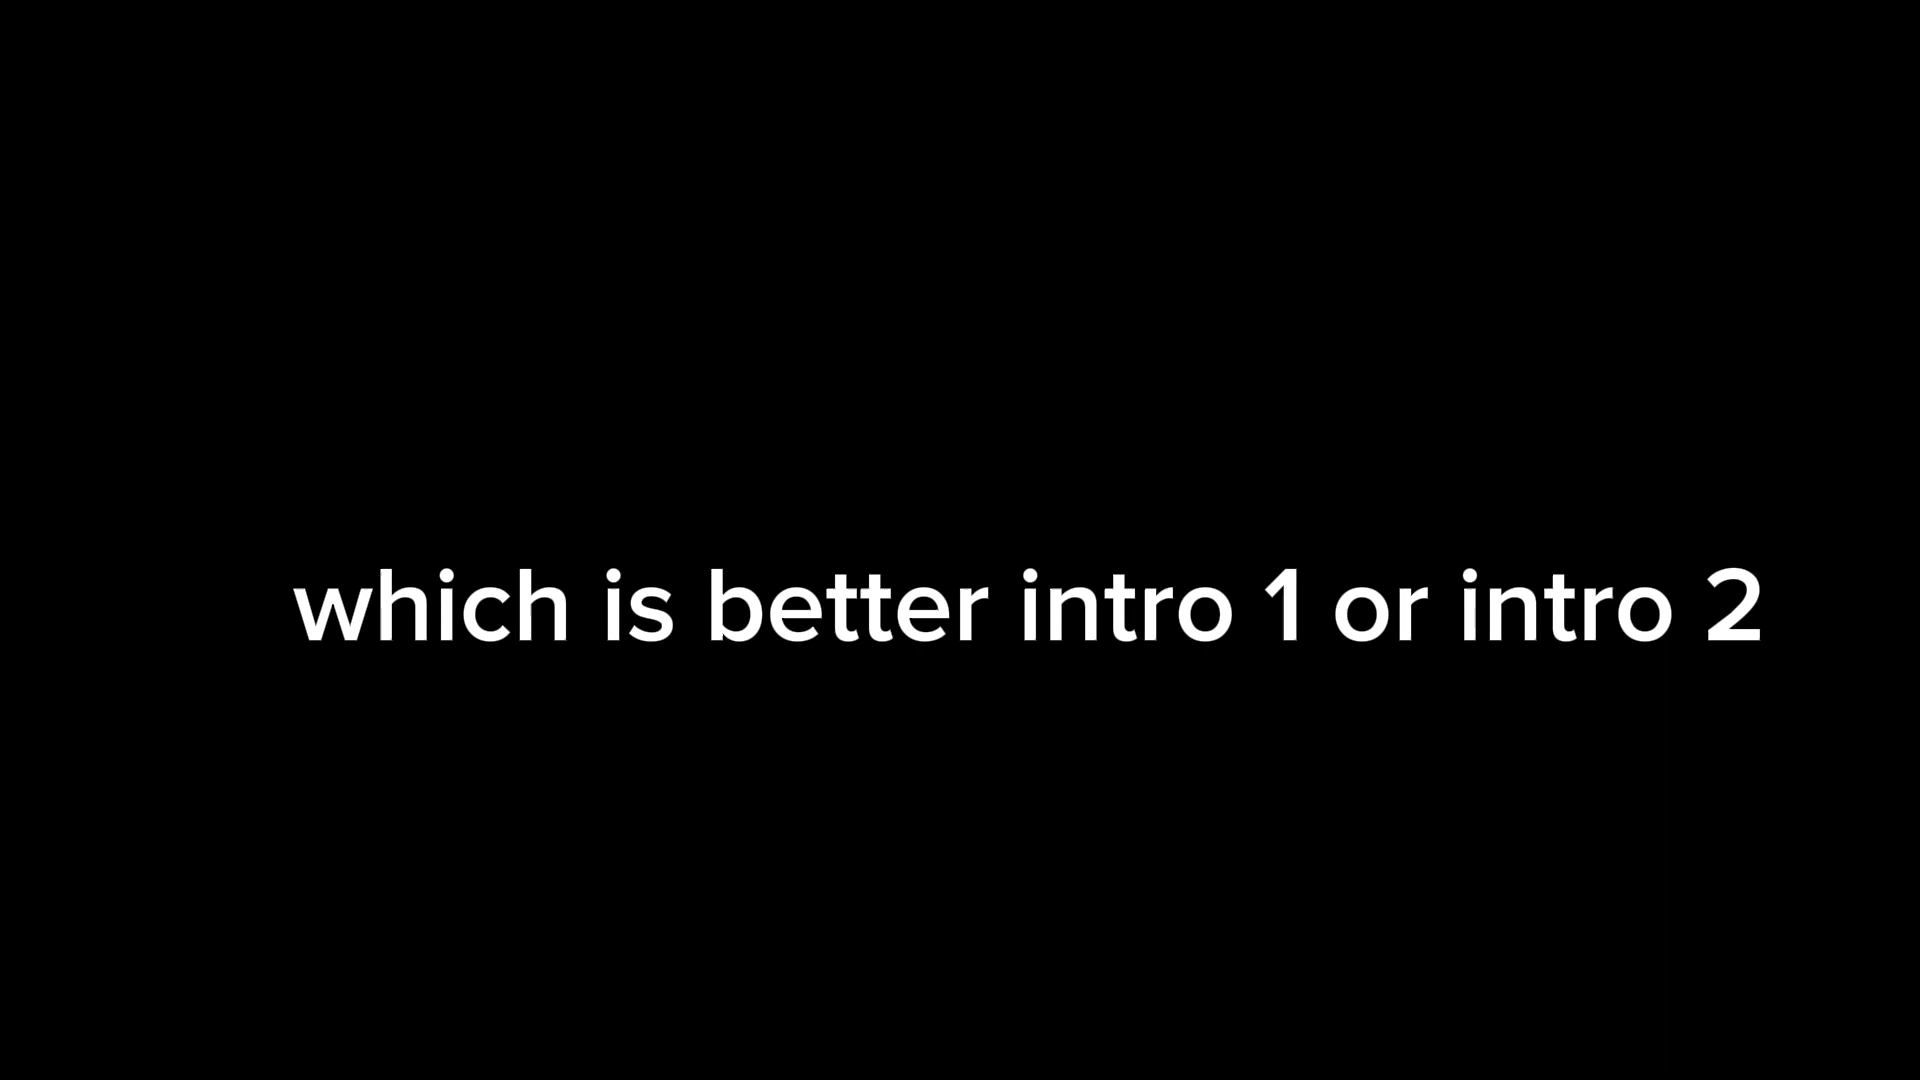 which is better intro 1 or intro 2